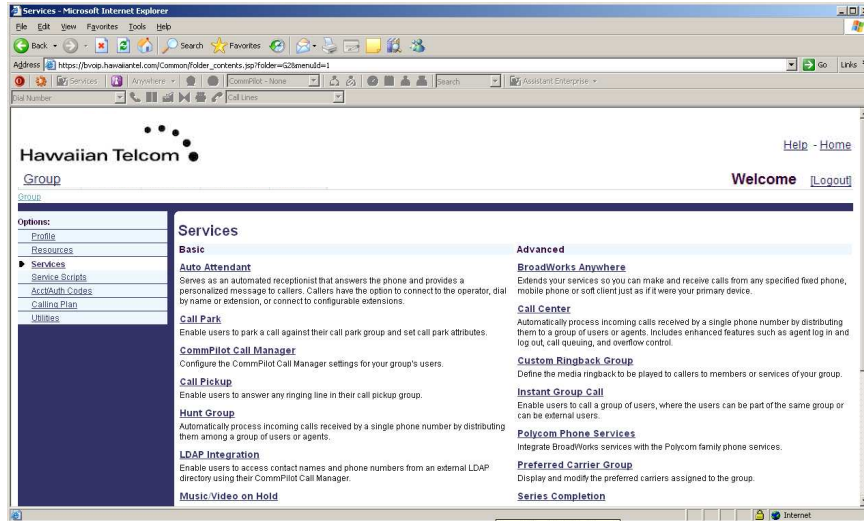 Services - Microsoft Internet Explorer
File Edit View Favorites Tools Help
Back Search Favorites
Address https://bvoip.hawaiiantel.com/Common/folder_contents.jsp?folder=G2&menuId=1 Go Links
Services Anywhere CommPilot - None Search Assistant Enterprise
Dial Number Call Lines
Hawaiian Telcom
Help - Home
Group
Welcome [Logout]
Group
Options:
Profile
Resources
Services
Service Scripts
Acct/Auth Codes
Calling Plan
Utilities
Services
Basic
Auto Attendant
Serves as an automated receptionist that answers the phone and provides a
personalized message to callers. Callers have the option to connect to the operator, dial
by name or extension, or connect to configurable extensions.
Call Park
Enable users to park a call against their call park group and set call park attributes.
CommPilot Call Manager
Configure the CommPilot Call Manager settings for your group's users.
Call Pickup
Enable users to answer any ringing line in their call pickup group.
Hunt Group
Automatically process incoming calls received by a single phone number by distributing
them among a group of users or agents.
LDAP Integration
Enable users to access contact names and phone numbers from an external LDAP
directory using their CommPilot Call Manager.
Music/Video on Hold
Advanced
BroadWorks Anywhere
Extends your services so you can make and receive calls from any specified fixed phone,
mobile phone or soft client just as if it were your primary device.
Call Center
Automatically process incoming calls received by a single phone number by distributing
them to a group of users or agents. Includes enhanced features such as agent log in and
log out, call queuing, and overflow control.
Custom Ringback Group
Define the media ringback to be played to callers to members or services of your group.
Instant Group Call
Enable users to call a group of users, where the users can be part of the same group or
can be external users.
Polycom Phone Services
Integrate BroadWorks services with the Polycom family phone services.
Preferred Carrier Group
Display and modify the preferred carriers assigned to the group.
Series Completion
Internet